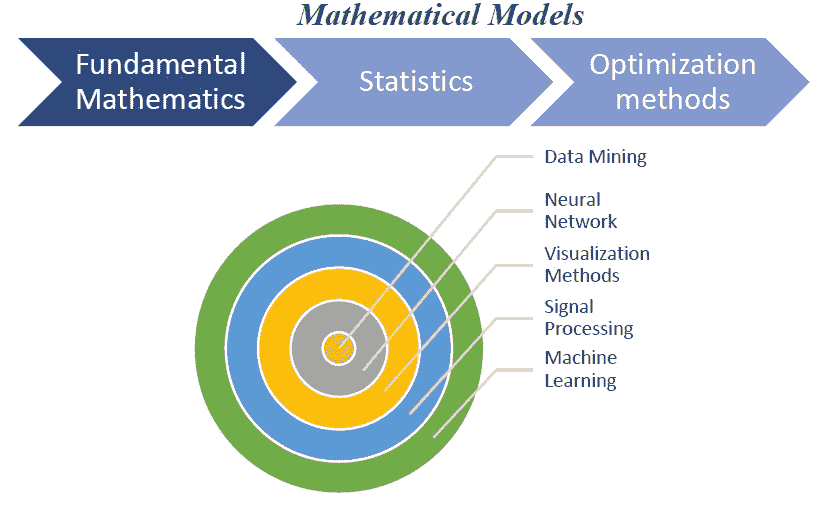 Mathematical Models
Fundamental
Mathematics
Statistics
Optimization
methods
Data Mining
Neural
Network
Visualization
Methods
Signal
Processing
Machine
Learning